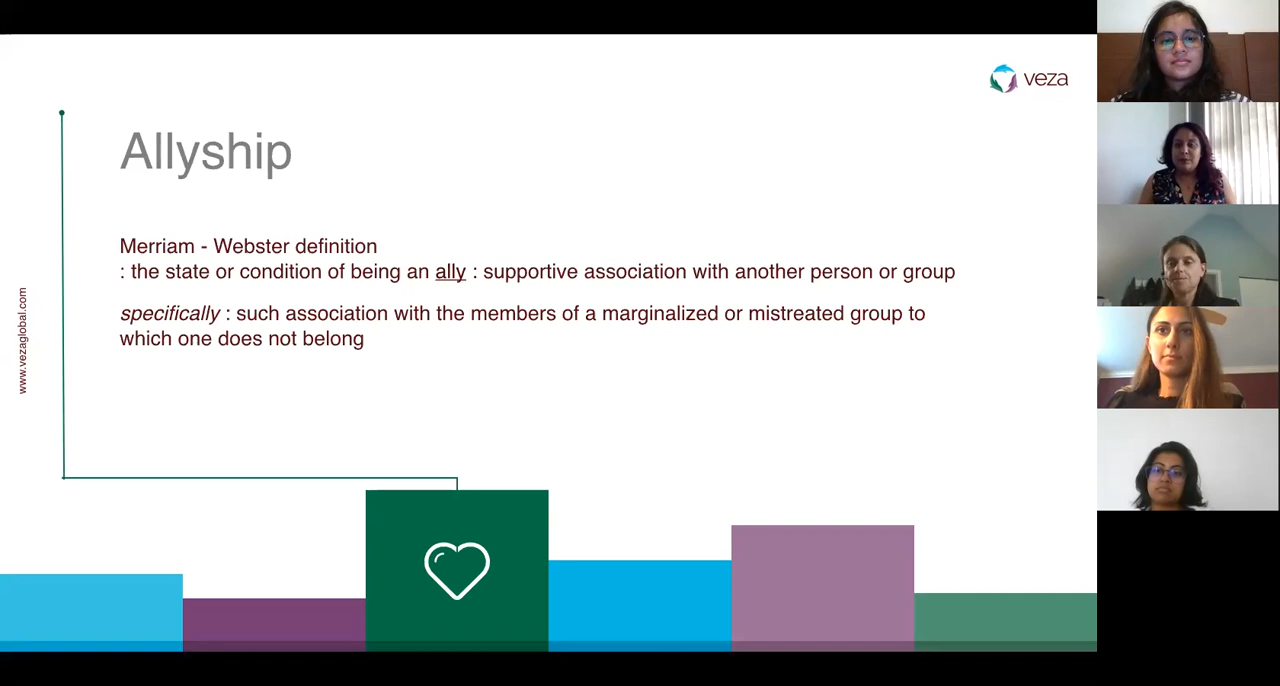 veza
Allyship
Merriam - Webster definition
: the state or condition of being an ally : supportive association with another person or group
specifically : such association with the members of a marginalized or mistreated group to
which one does not belong
www.vezaglobal.com